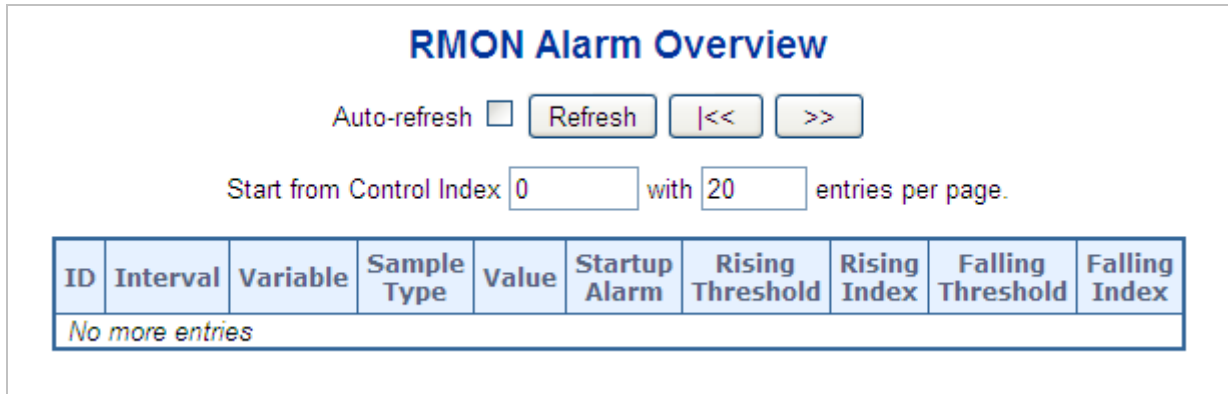 RMON Alarm Overview
Auto-refresh Refresh |<< >>
Start from Control Index 0 with 20 entries per page.
ID Interval Variable Sample Type Value Startup Alarm Rising Threshold Rising Index Falling Threshold Falling Index
No more entries